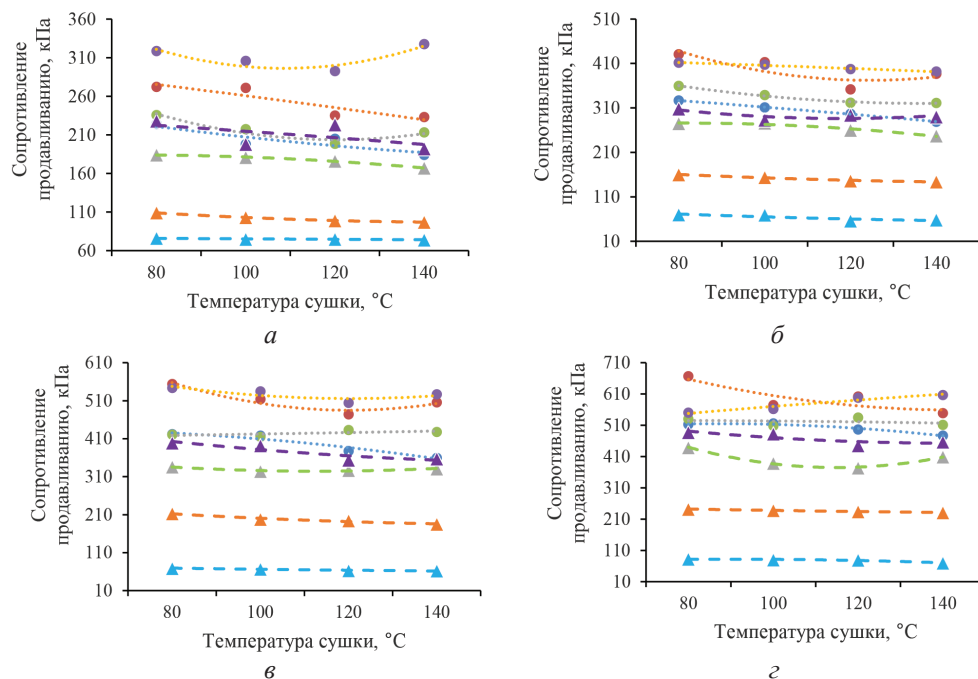 Сопротивление
продавливанию, кПа
360
310
260
210
160
110
60
80 100 120 140
Температура сушки, °C
а
Сопротивление
продавливанию, кПа
510
410
310
210
110
10
80 100 120 140
Температура сушки, °C
б
Сопротивление
продавливанию, кПа
610
510
410
310
210
110
10
80 100 120 140
Температура сушки, °C
в
Сопротивление
продавливанию, кПа
710
610
510
410
310
210
110
10
80 100 120 140
Температура сушки, °C
г